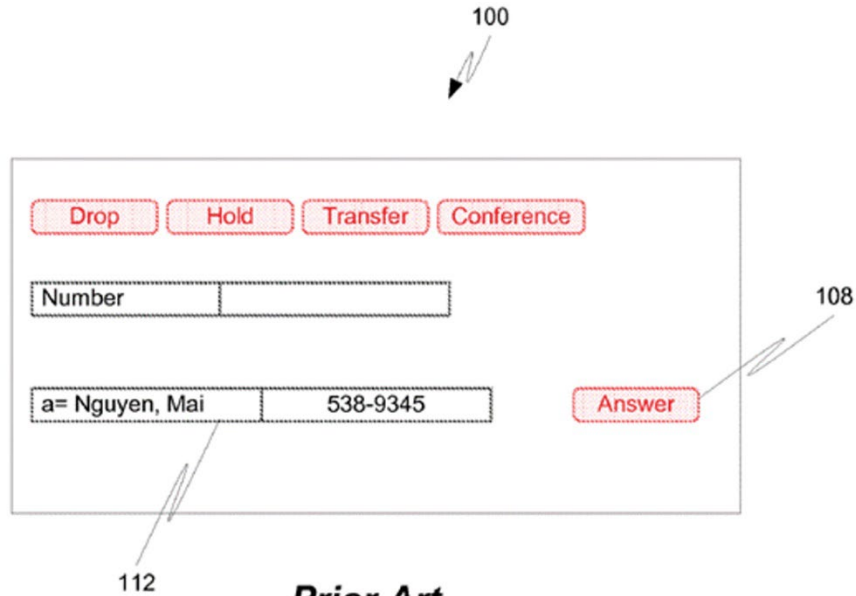 100
Drop Hold Transfer Conference
Number
108
a= Nguyen, Mai 538-9345 Answer
112
Prior Art